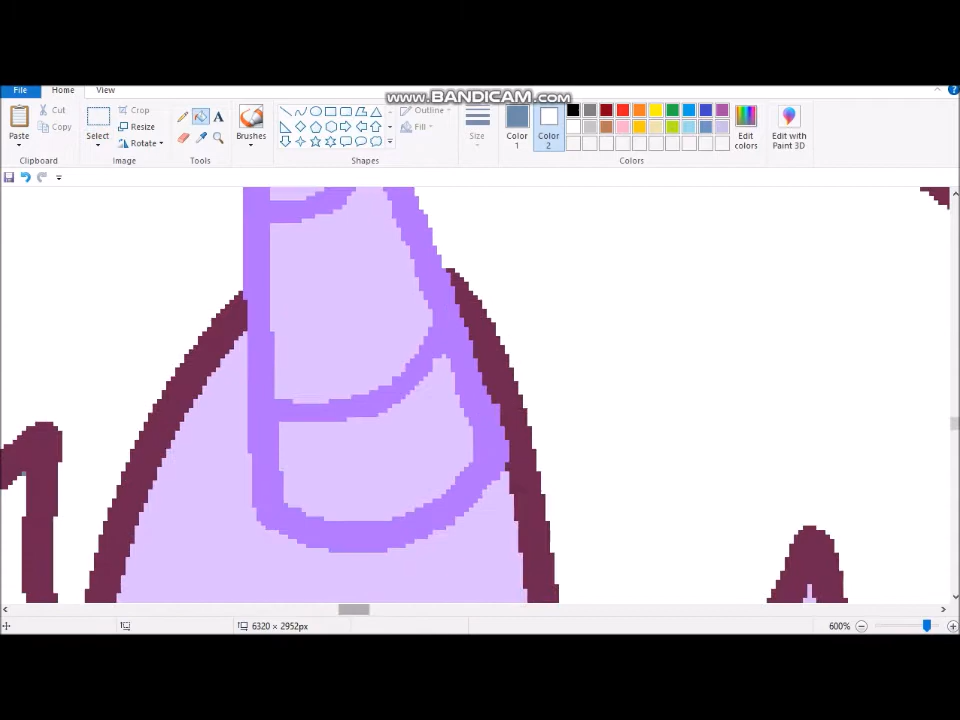 www.BANDICAM.com
File Home View
Paste Cut Copy Select Crop Resize Rotate A Brushes Outline Fill Size Color 1 Color 2 Edit colors Edit with Paint 3D
Clipboard Image Tools Shapes Colors
6320 × 2952px 600%